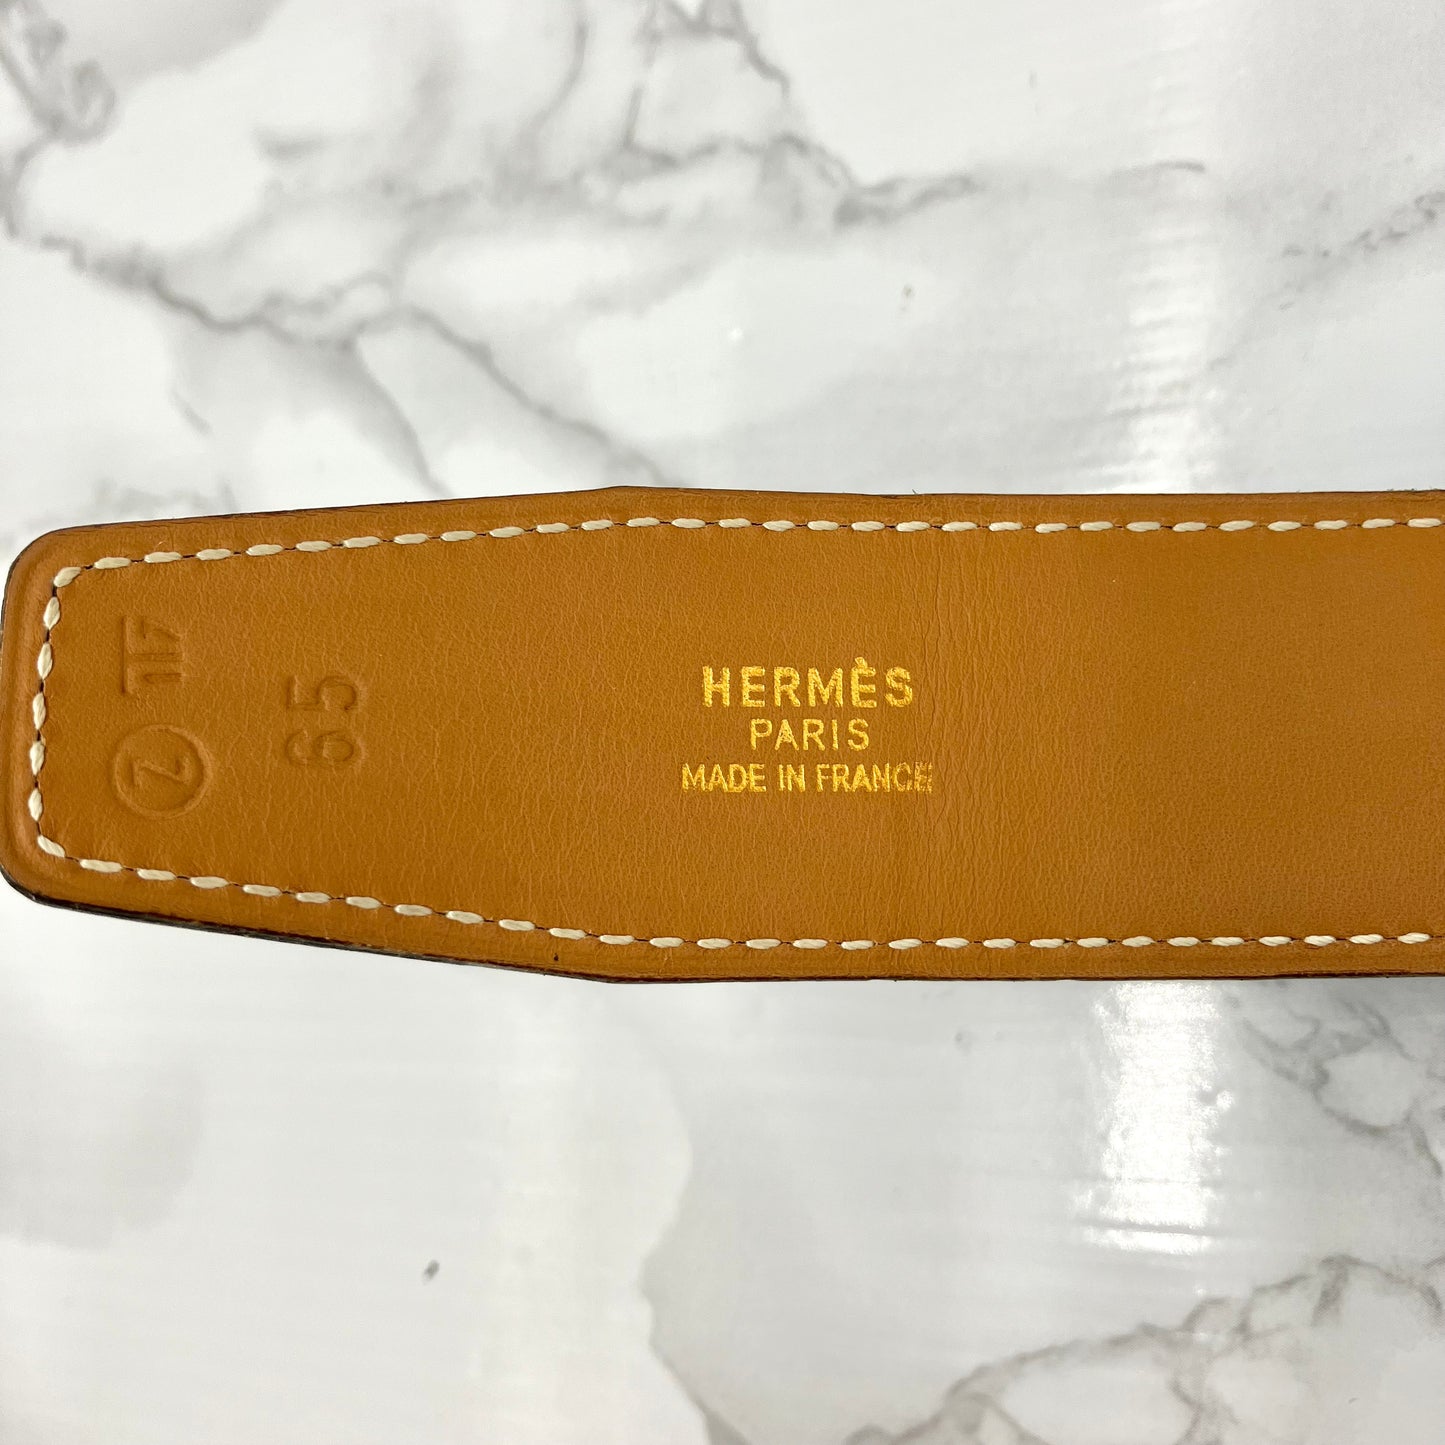 HERMÈS
PARIS
MADE IN FRANCE
65
Z